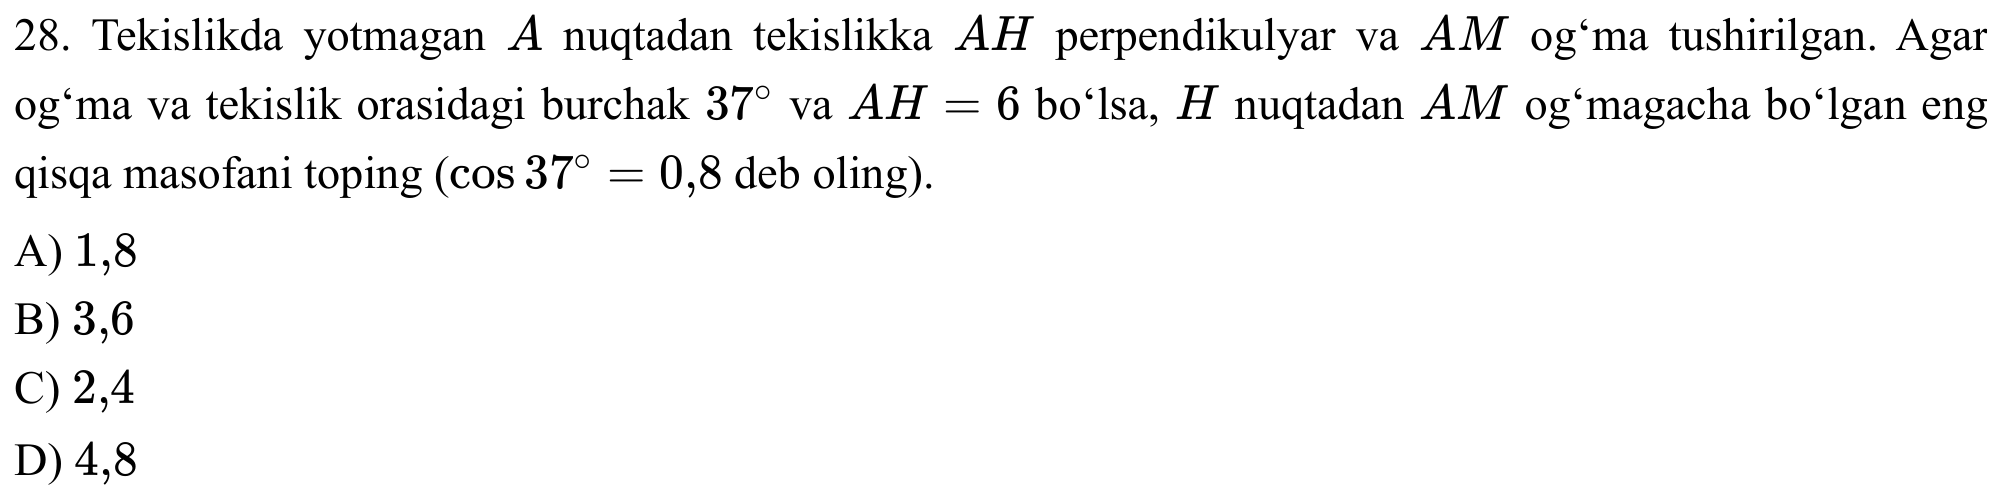 28. Tekislikda yotmagan A nuqtadan tekislikka AH perpendikulyar va AM og‘ma tushirilgan. Agar
og‘ma va tekislik orasidagi burchak 37° va AH = 6 bo‘lsa, H nuqtadan AM og‘magacha bo‘lgan eng
qisqa masofani toping (cos 37° = 0,8 deb oling).
A) 1,8
B) 3,6
C) 2,4
D) 4,8